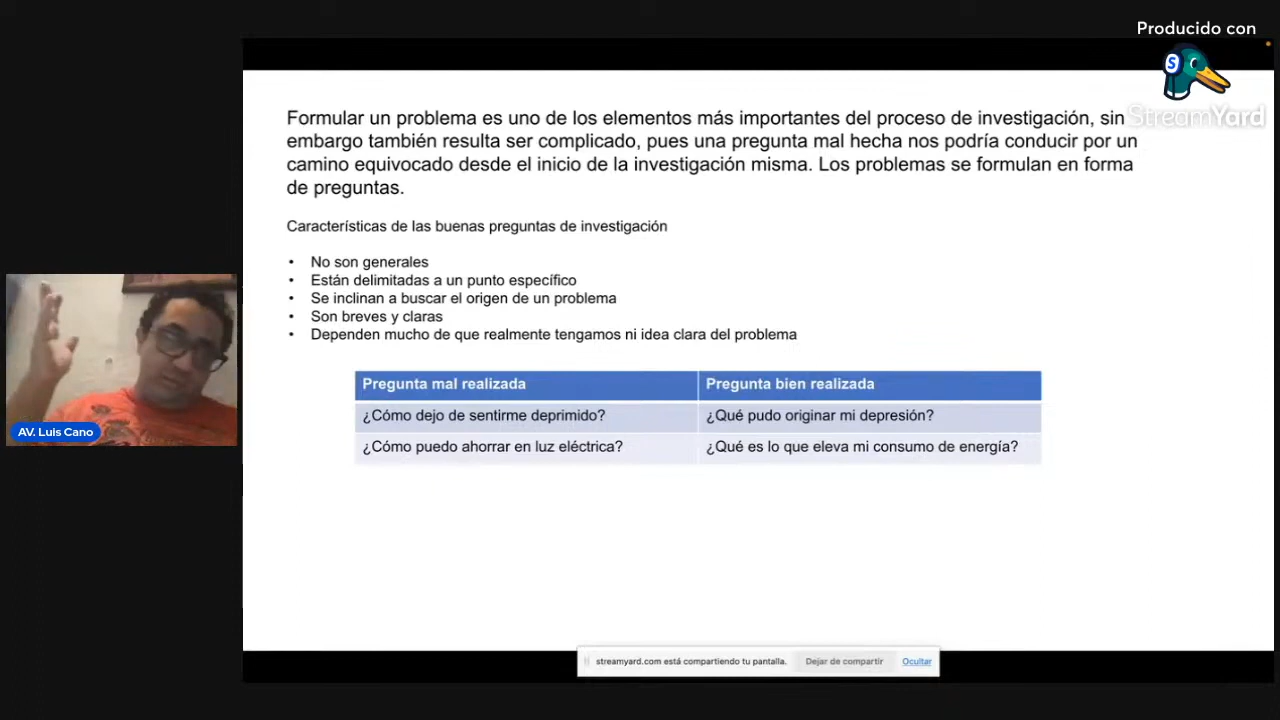 Producido con
StreamYard
Formular un problema es uno de los elementos más importantes del proceso de investigación, sin
embargo también resulta ser complicado, pues una pregunta mal hecha nos podría conducir por un
camino equivocado desde el inicio de la investigación misma. Los problemas se formulan en forma
de preguntas.
Características de las buenas preguntas de investigación
• No son generales
• Están delimitadas a un punto específico
• Se inclinan a buscar el origen de un problema
• Son breves y claras
• Dependen mucho de que realmente tengamos ni idea clara del problema
Pregunta mal realizada Pregunta bien realizada
¿Cómo dejo de sentirme deprimido? ¿Qué pudo originar mi depresión?
¿Cómo puedo ahorrar en luz eléctrica? ¿Qué es lo que eleva mi consumo de energía?
AV. Luis Cano
streamyard.com está compartiendo tu pantalla. Dejar de compartir Ocultar